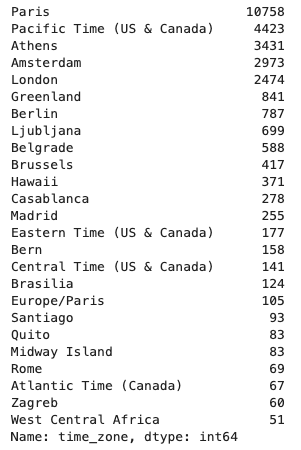 Paris 10758
Pacific Time (US & Canada) 4423
Athens 3431
Amsterdam 2973
London 2474
Greenland 841
Berlin 787
Ljubljana 699
Belgrade 588
Brussels 417
Hawaii 371
Casablanca 278
Madrid 255
Eastern Time (US & Canada) 177
Bern 158
Central Time (US & Canada) 141
Brasilia 124
Europe/Paris 105
Santiago 93
Quito 83
Midway Island 83
Rome 69
Atlantic Time (Canada) 67
Zagreb 60
West Central Africa 51
Name: time_zone, dtype: int64